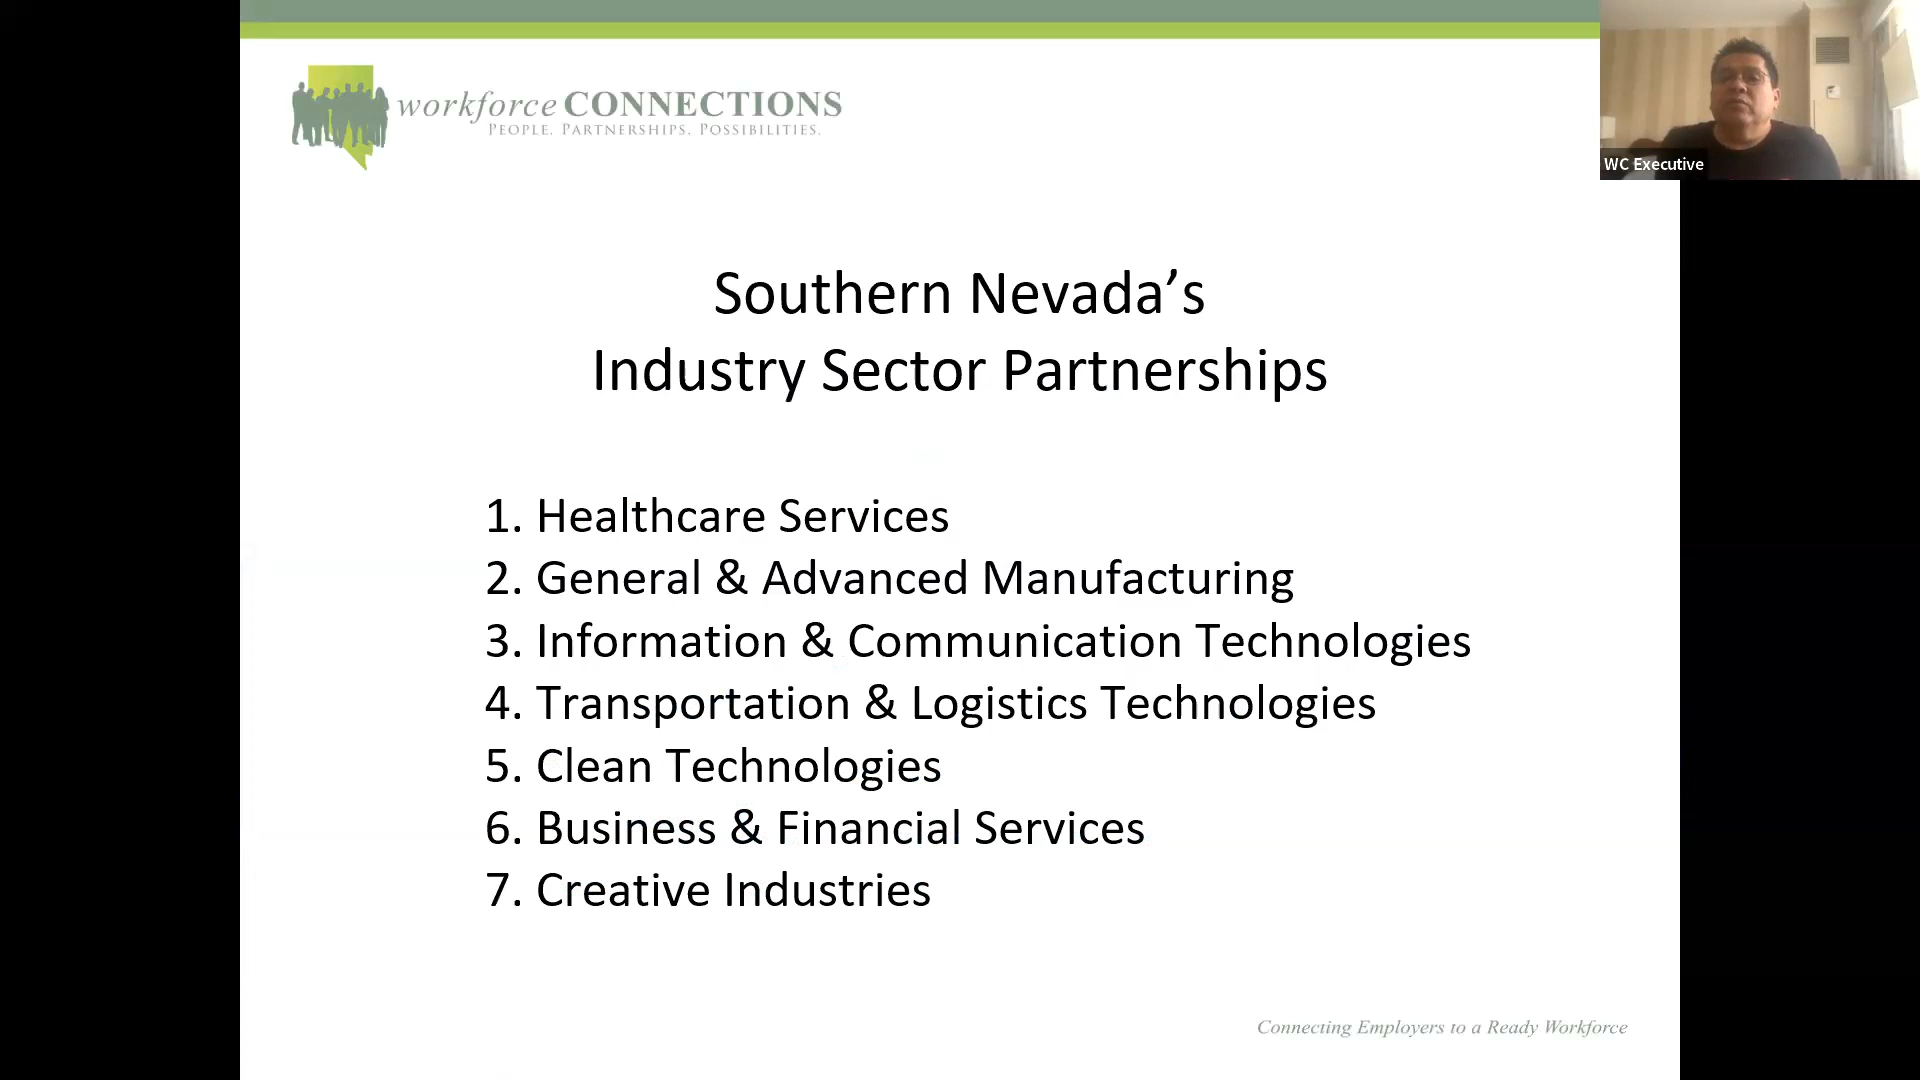 workforce CONNECTIONS
PEOPLE. PARTNERSHIPS. POSSIBILITIES.
WC Executive
Southern Nevada’s
Industry Sector Partnerships
1. Healthcare Services
2. General & Advanced Manufacturing
3. Information & Communication Technologies
4. Transportation & Logistics Technologies
5. Clean Technologies
6. Business & Financial Services
7. Creative Industries
Connecting Employers to a Ready Workforce